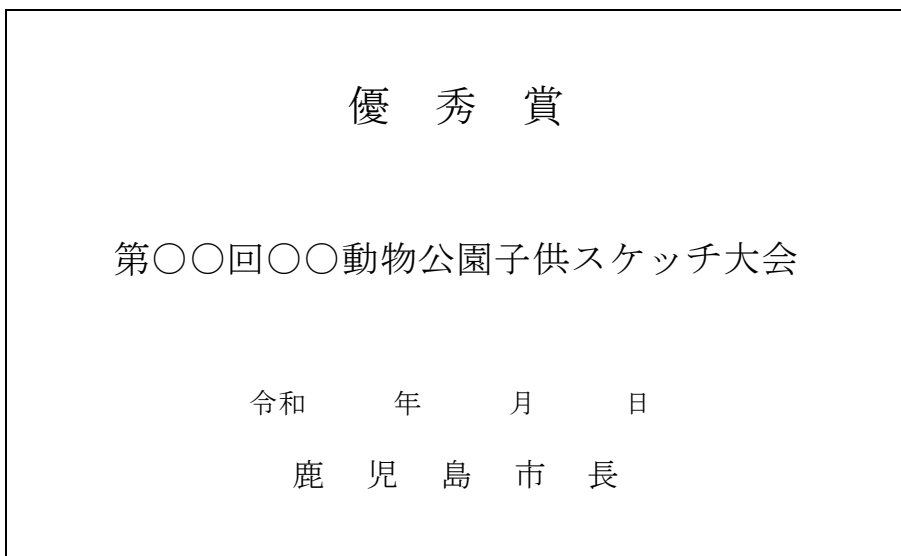 優 秀 賞
第○○回○○動物公園子供スケッチ大会
令和　　　年　　　月　　　日
鹿 児 島 市 長